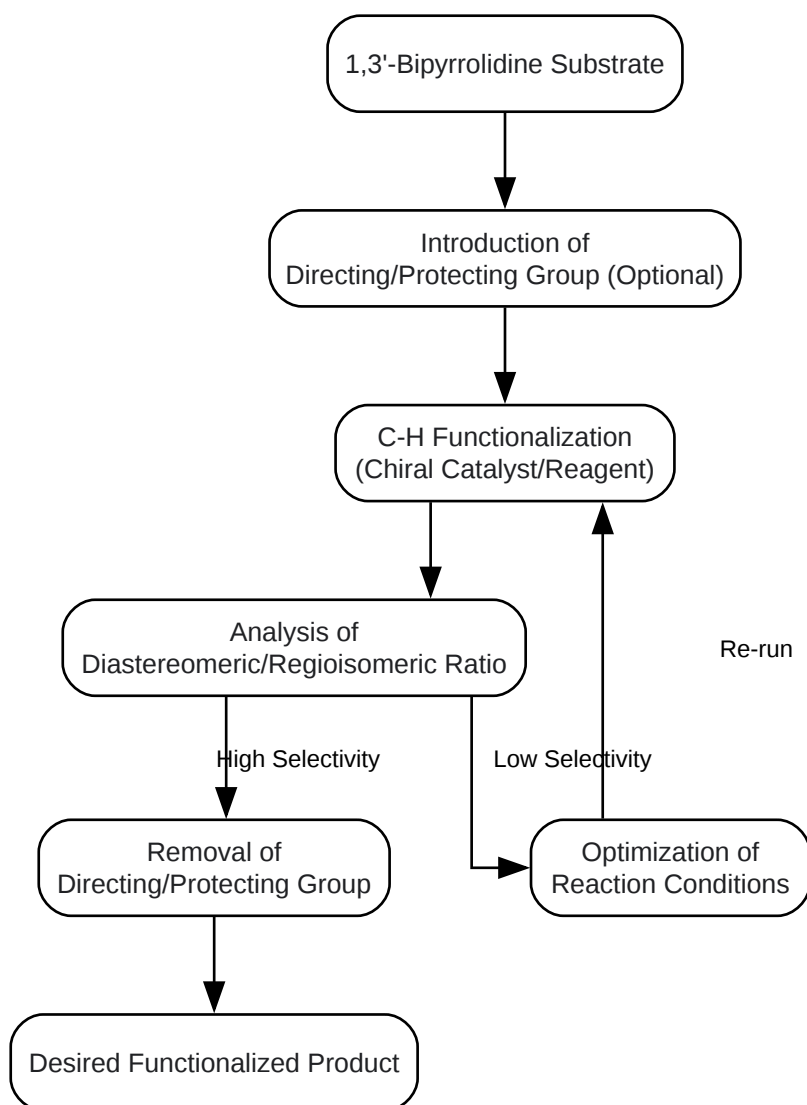 1,3'-Bipyrrolidine Substrate
Introduction of
Directing/Protecting Group (Optional)
C-H Functionalization
(Chiral Catalyst/Reagent)
Analysis of
Diastereomeric/Regioisomeric Ratio
Re-run
High Selectivity
Low Selectivity
Removal of
Directing/Protecting Group
Optimization of
Reaction Conditions
Desired Functionalized Product